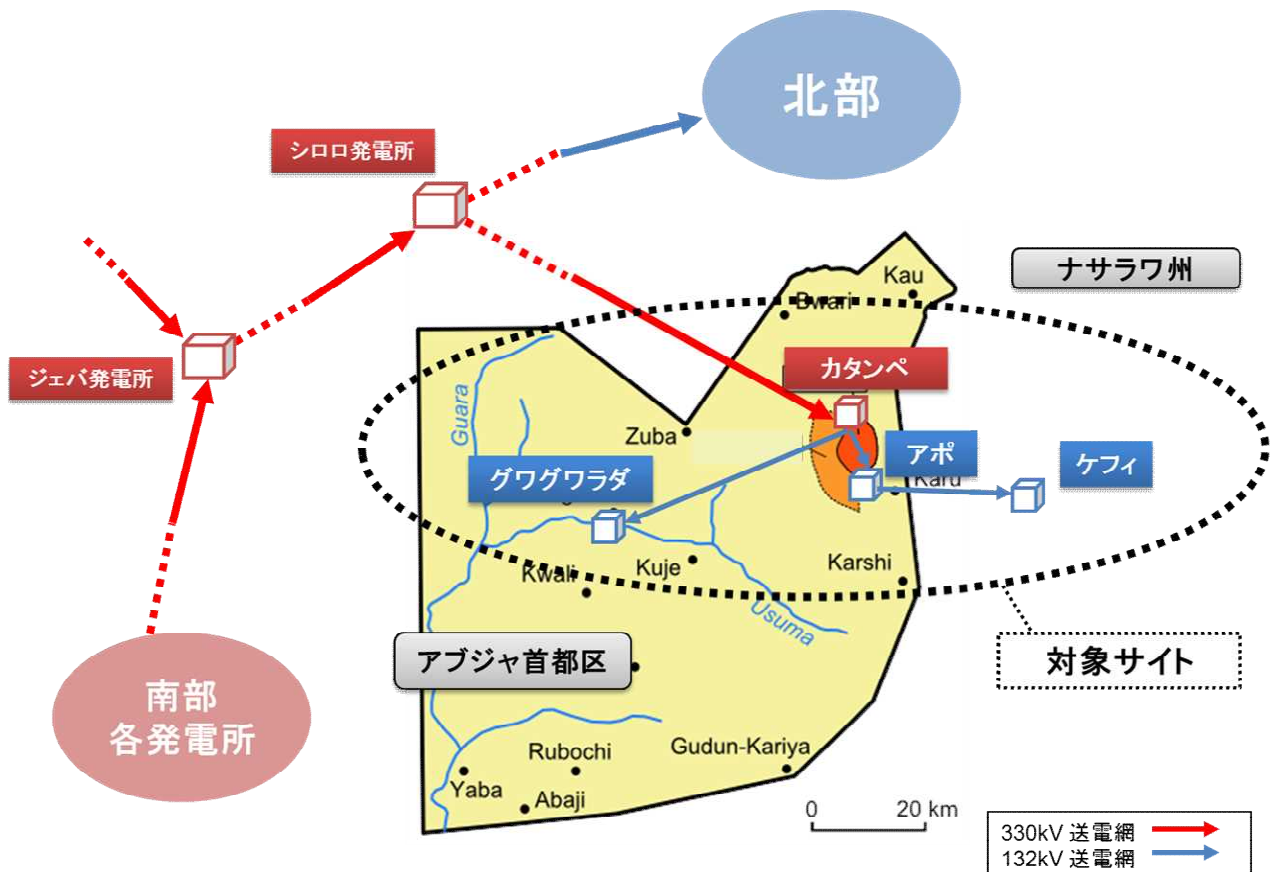 北部
シロロ発電所
ナサラワ州
Kau
Bwari
ジェバ発電所
カタンペ
Guara
Zuba
アポ
ケフィ
グワグワラダ
Karu
Kwali
Kuje
Karshi
Usuma
アブジャ首都区
対象サイト
南部
各発電所
Rubochi
Gudun-Kariya
Yaba
Abaji
0 20 km
330kV 送電網
132kV 送電網